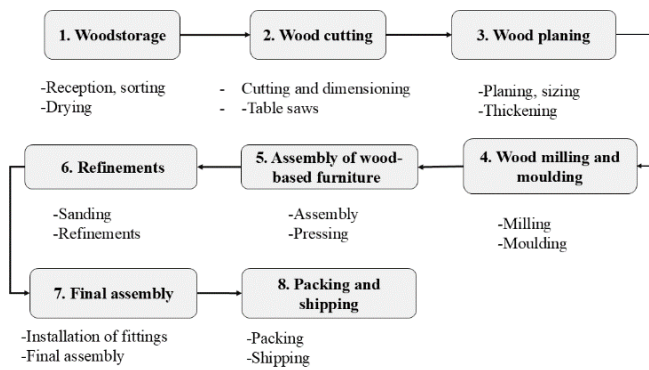 1. Woodstorage
2. Wood cutting
3. Wood planing
-Reception, sorting
-Drying
- Cutting and dimensioning
- -Table saws
-Planing, sizing
-Thickening
6. Refinements
5. Assembly of wood-
based furniture
4. Wood milling and
moulding
-Sanding
-Refinements
-Assembly
-Pressing
-Milling
-Moulding
7. Final assembly
8. Packing and
shipping
-Installation of fittings
-Final assembly
-Packing
-Shipping